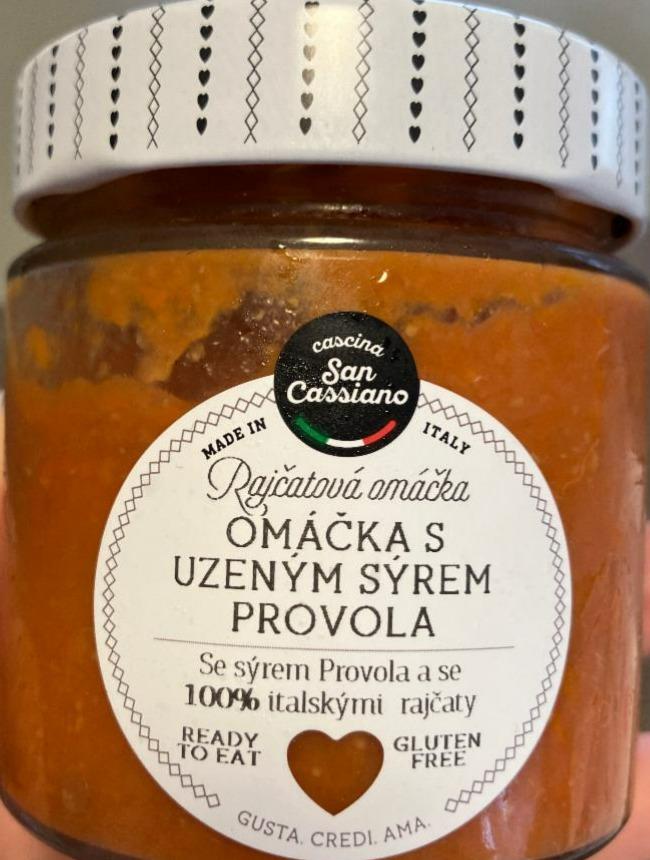 cascina
San
Cassiano
MADE IN ITALY
Rajčatová omáčka
OMÁČKA S
UZENÝM SÝREM
PROVOLA
Se sýrem Provola a se
100% italskými rajčaty
READY
TO EAT
GLUTEN
FREE
GUSTA. CREDI. AMA.